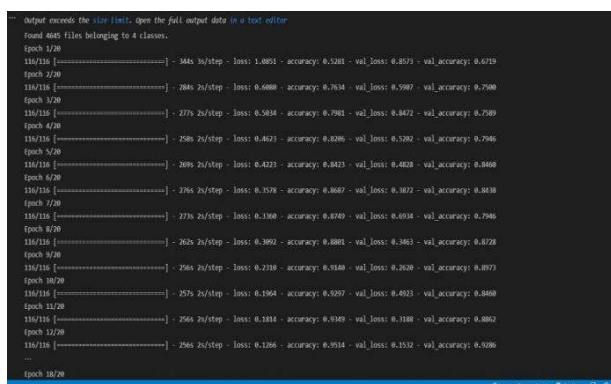 ... Output exceeds the size limit. Open the full output data in a text editor
Found 4645 files belonging to 4 classes.
Epoch 1/20
116/116 [==============================] - 344s 3s/step - loss: 1.0851 - accuracy: 0.5281 - val_loss: 0.8573 - val_accuracy: 0.6719
Epoch 2/20
116/116 [==============================] - 284s 2s/step - loss: 0.6080 - accuracy: 0.7634 - val_loss: 0.5907 - val_accuracy: 0.7500
Epoch 3/20
116/116 [==============================] - 277s 2s/step - loss: 0.5034 - accuracy: 0.7981 - val_loss: 0.8472 - val_accuracy: 0.7589
Epoch 4/20
116/116 [==============================] - 258s 2s/step - loss: 0.4623 - accuracy: 0.8206 - val_loss: 0.5202 - val_accuracy: 0.7946
Epoch 5/20
116/116 [==============================] - 269s 2s/step - loss: 0.4223 - accuracy: 0.8423 - val_loss: 0.4828 - val_accuracy: 0.8460
Epoch 6/20
116/116 [==============================] - 276s 2s/step - loss: 0.3578 - accuracy: 0.8687 - val_loss: 0.3872 - val_accuracy: 0.8438
Epoch 7/20
116/116 [==============================] - 273s 2s/step - loss: 0.3360 - accuracy: 0.8749 - val_loss: 0.6934 - val_accuracy: 0.7946
Epoch 8/20
116/116 [==============================] - 262s 2s/step - loss: 0.3092 - accuracy: 0.8801 - val_loss: 0.3463 - val_accuracy: 0.8728
Epoch 9/20
116/116 [==============================] - 256s 2s/step - loss: 0.2310 - accuracy: 0.9140 - val_loss: 0.2620 - val_accuracy: 0.8973
Epoch 10/20
116/116 [==============================] - 257s 2s/step - loss: 0.1964 - accuracy: 0.9297 - val_loss: 0.4923 - val_accuracy: 0.8460
Epoch 11/20
116/116 [==============================] - 256s 2s/step - loss: 0.1814 - accuracy: 0.9349 - val_loss: 0.3188 - val_accuracy: 0.8862
Epoch 12/20
116/116 [==============================] - 256s 2s/step - loss: 0.1266 - accuracy: 0.9514 - val_loss: 0.1532 - val_accuracy: 0.9286
...
Epoch 18/20